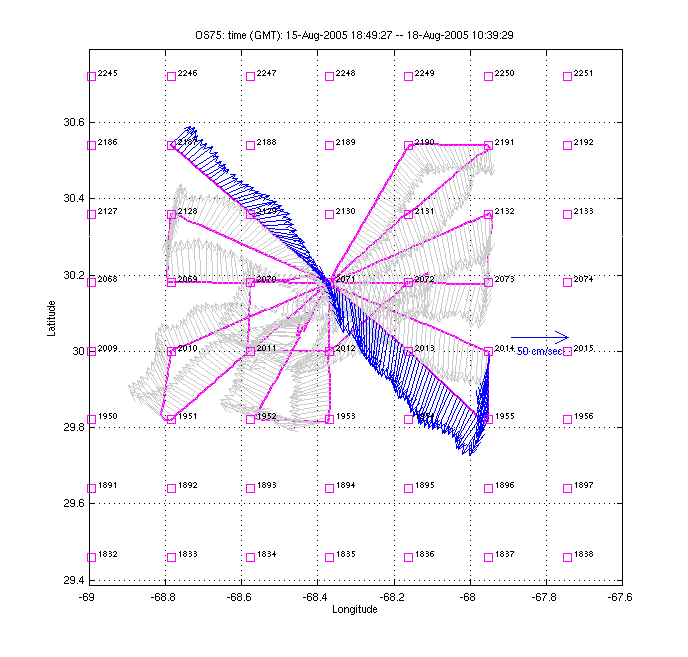 OS75: time (GMT): 15-Aug-2005 18:49:27 -- 18-Aug-2005 10:39:29
2245 2246 2247 2248 2249 2250 2251
30.6
2186 2187 2188 2189 2190 2191 2192
30.4
2127 2128 2129 2130 2131 2132 2133
30.2
2068 2069 2070 2071 2072 2073 2074
Latitude
30
2009 2010 2011 2012 2013 2014 2015
50 cm/sec
29.8
1950 1951 1952 1953 1954 1955 1956
29.6
1891 1892 1893 1894 1895 1896 1897
1832 1833 1834 1835 1836 1837 1838
29.4
-69 -68.8 -68.6 -68.4 -68.2 -68 -67.8 -67.6
Longitude